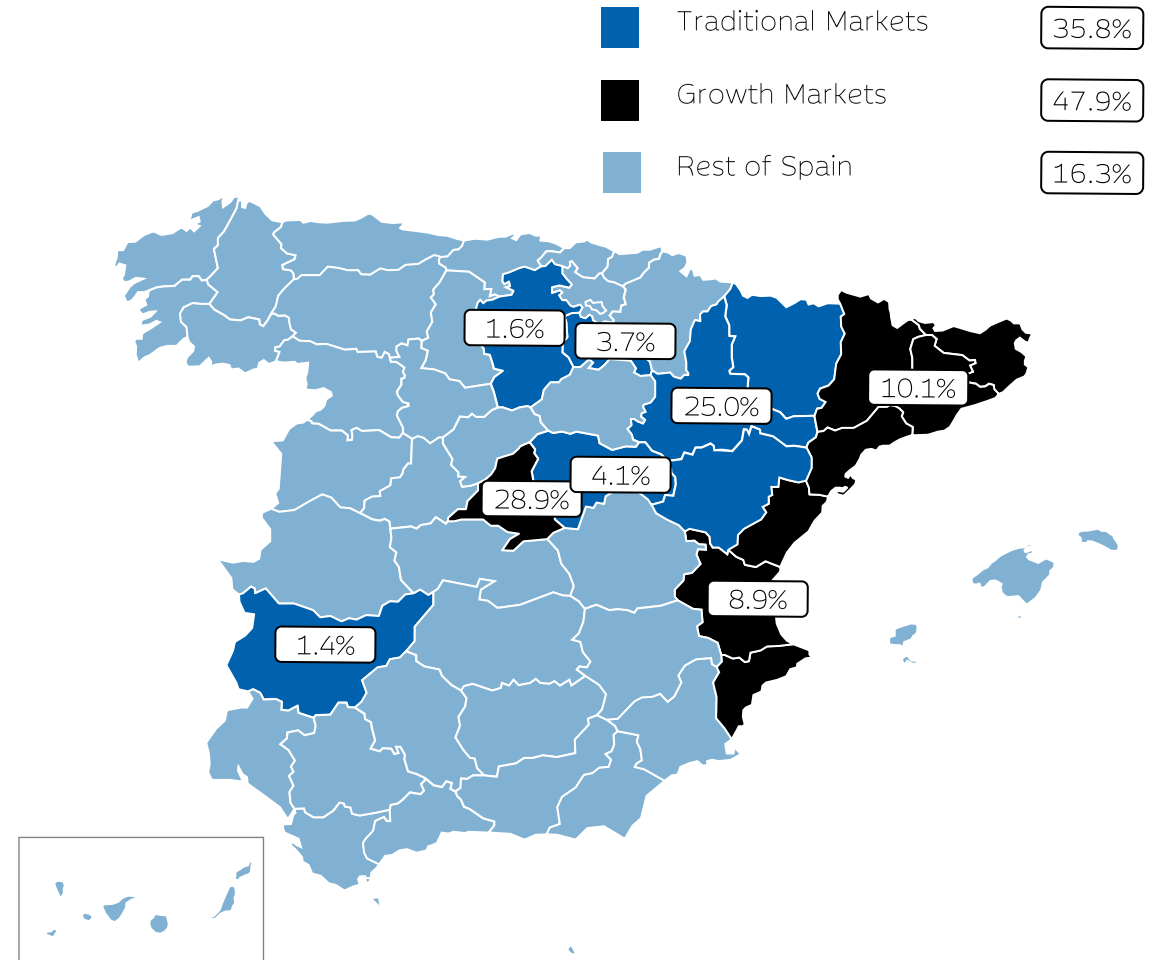 Traditional Markets 35.8%
Growth Markets 47.9%
Rest of Spain 16.3%
1.6%
3.7%
10.1%
25.0%
4.1%
28.9%
8.9%
1.4%